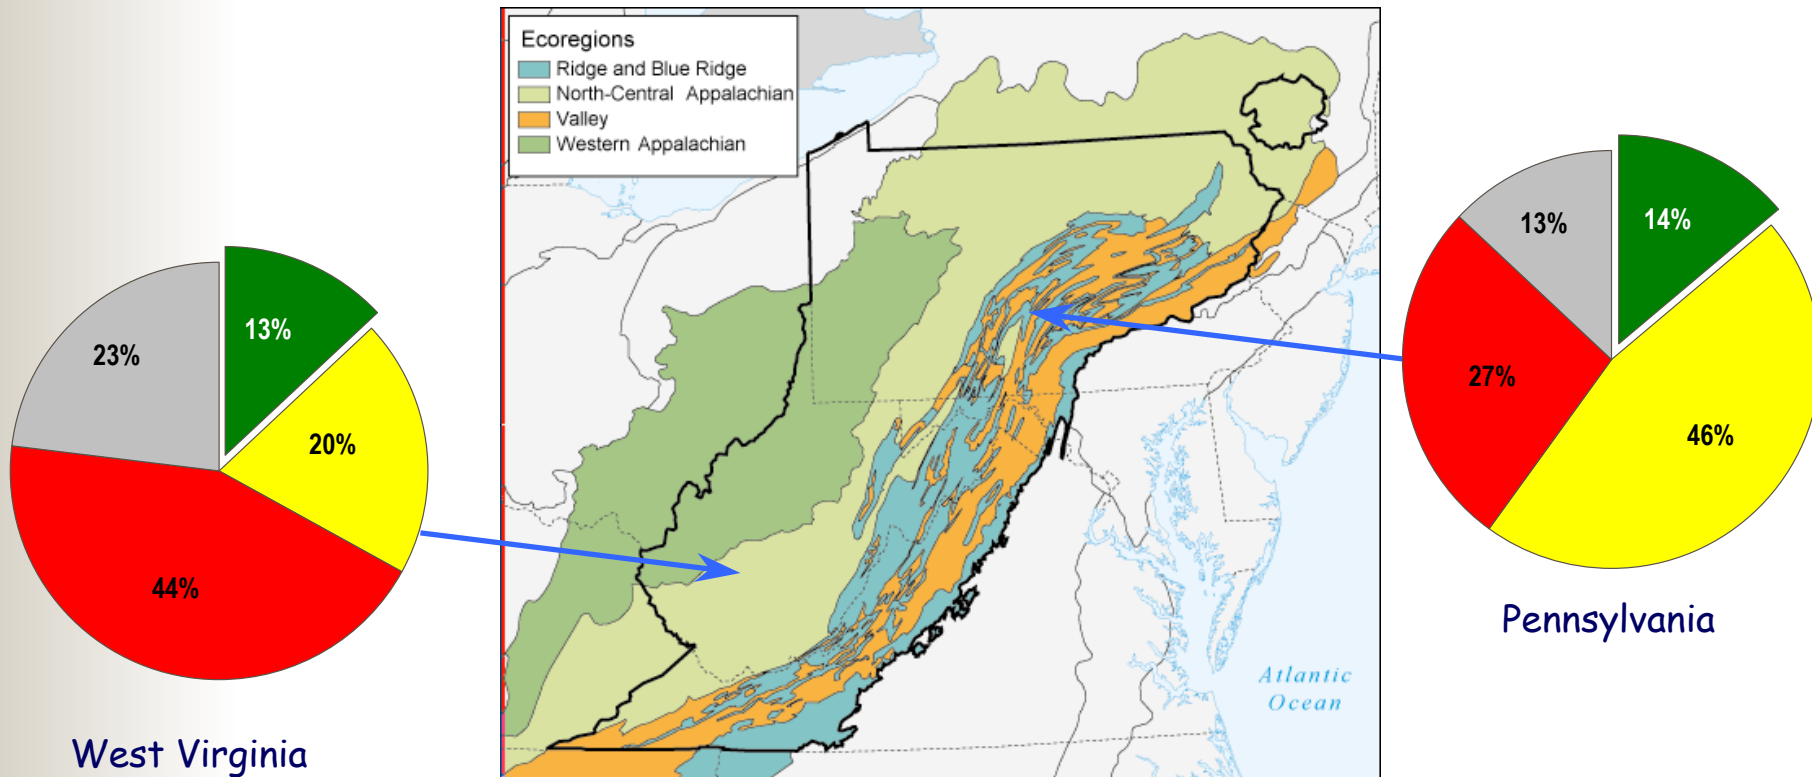 Ecoregions
Ridge and Blue Ridge
North-Central Appalachian
Valley
Western Appalachian
13%
20%
44%
23%
West Virginia
14%
46%
27%
13%
Pennsylvania
Atlantic
Ocean